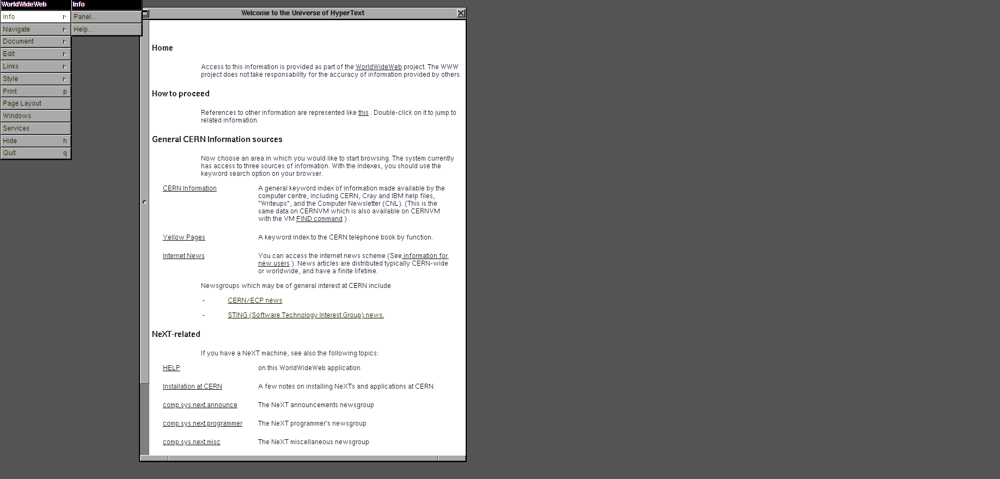 WorldWideWeb
Info
Navigate
Document
Edit
Links
Style
Print p
Page Layout
Windows
Services
Hide h
Quit q
Info
Panel...
Help...
Welcome to the Universe of HyperText
Home
Access to this information is provided as part of the WorldWideWeb project. The WWW
project does not take responsability for the accuracy of information provided by others.
How to proceed
References to other information are represented like this . Double-click on it to jump to
related information.
General CERN Information sources
Now choose an area in which you would like to start browsing. The system currently
has access to three sources of information. With the indexes, you should use the
keyword search option on your browser.
CERN Information A general keyword index of information made available by the
computer centre, including CERN, Cray and IBM help files,
"Writeups", and the Computer Newsletter (CNL). (This is the
same data on CERNVM which is also available on CERNVM
with the VM FIND command ) .
Yellow Pages A keyword index to the CERN telephone book by function.
Internet News You can access the internet news scheme (See information for
new users ). News articles are distributed typically CERN-wide
or worldwide, and have a finite lifetime.
Newsgroups which may be of general interest at CERN include
- CERN/ECP news
- STING (Software Technology Interest Group) news.
NeXT-related
If you have a NeXT machine, see also the following topics:
HELP on this WorldWideWeb application
Installation at CERN A few notes on installing NeXTs and applications at CERN.
comp.sys.next.announce The NeXT announcements newsgroup
comp.sys.next.programmer The NeXT programmer's newsgroup
comp.sys.next.misc The NeXT miscellaneous newsgroup